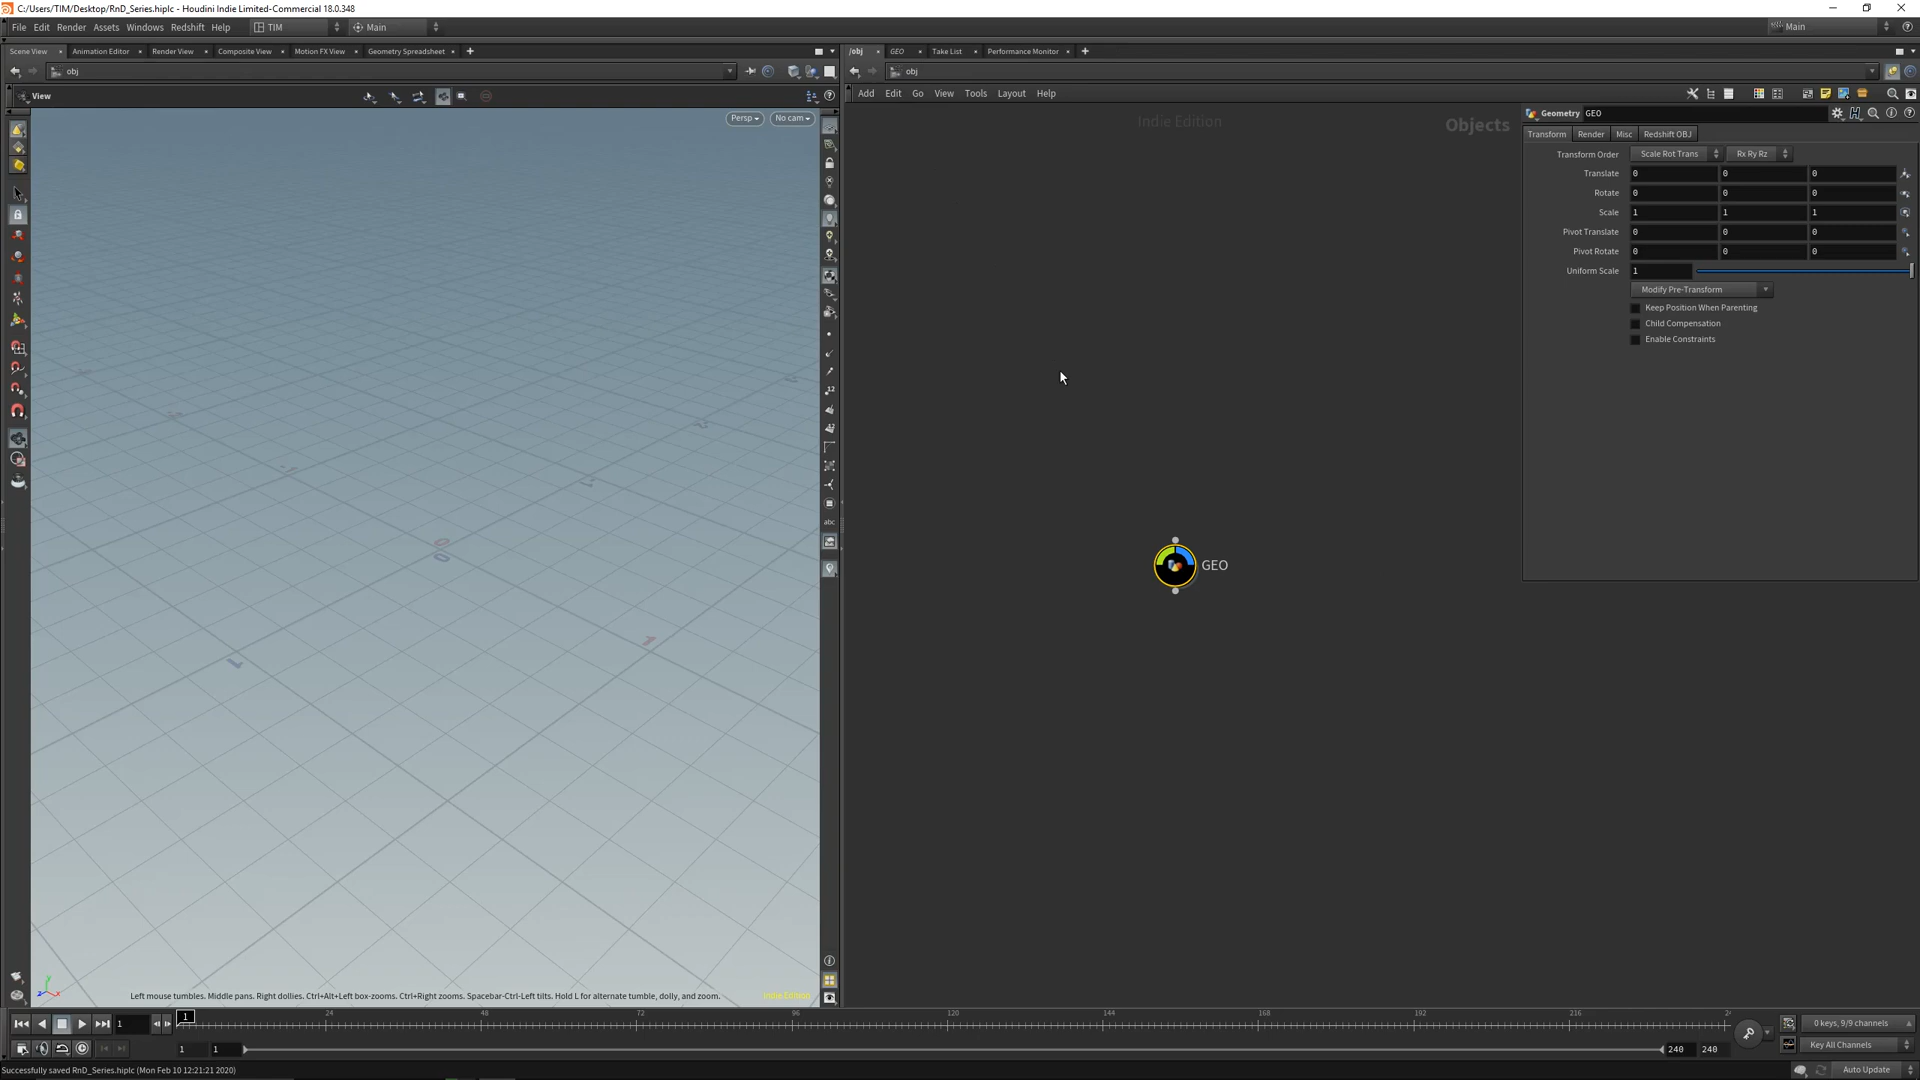 C:/Users/TIM/Desktop/RnD_Series.hiplc - Houdini Indie Limited-Commercial 18.0.348
File Edit Render Assets Windows Redshift Help TIM Main Main
Scene View Animation Editor Render View Composite View Motion FX View Geometry Spreadsheet
/obj GEO Take List Performance Monitor
obj
obj
View
Add Edit Go View Tools Layout Help
Persp No cam
Indie Edition
Objects
Geometry GEO
Transform Render Misc Redshift OBJ
Transform Order Scale Rot Trans Rx Ry Rz
Translate 0 0 0
Rotate 0 0 0
Scale 1 1 1
Pivot Translate 0 0 0
Pivot Rotate 0 0 0
Uniform Scale 1
Modify Pre-Transform
Keep Position When Parenting
Child Compensation
Enable Constraints
12
12
abc
0
0
1
1
GEO
y
z x
Left mouse tumbles. Middle pans. Right dollies. Ctrl+Alt+Left box-zooms. Ctrl+Right zooms. Spacebar-Ctrl-Left tilts. Hold L for alternate tumble, dolly, and zoom.
Indie Edition
1 1 24 48 72 96 120 144 168 192 216
0 keys, 9/9 channels
1 1 240 240
Key All Channels
Successfully saved RnD_Series.hiplc (Mon Feb 10 12:21:21 2020)
Auto Update